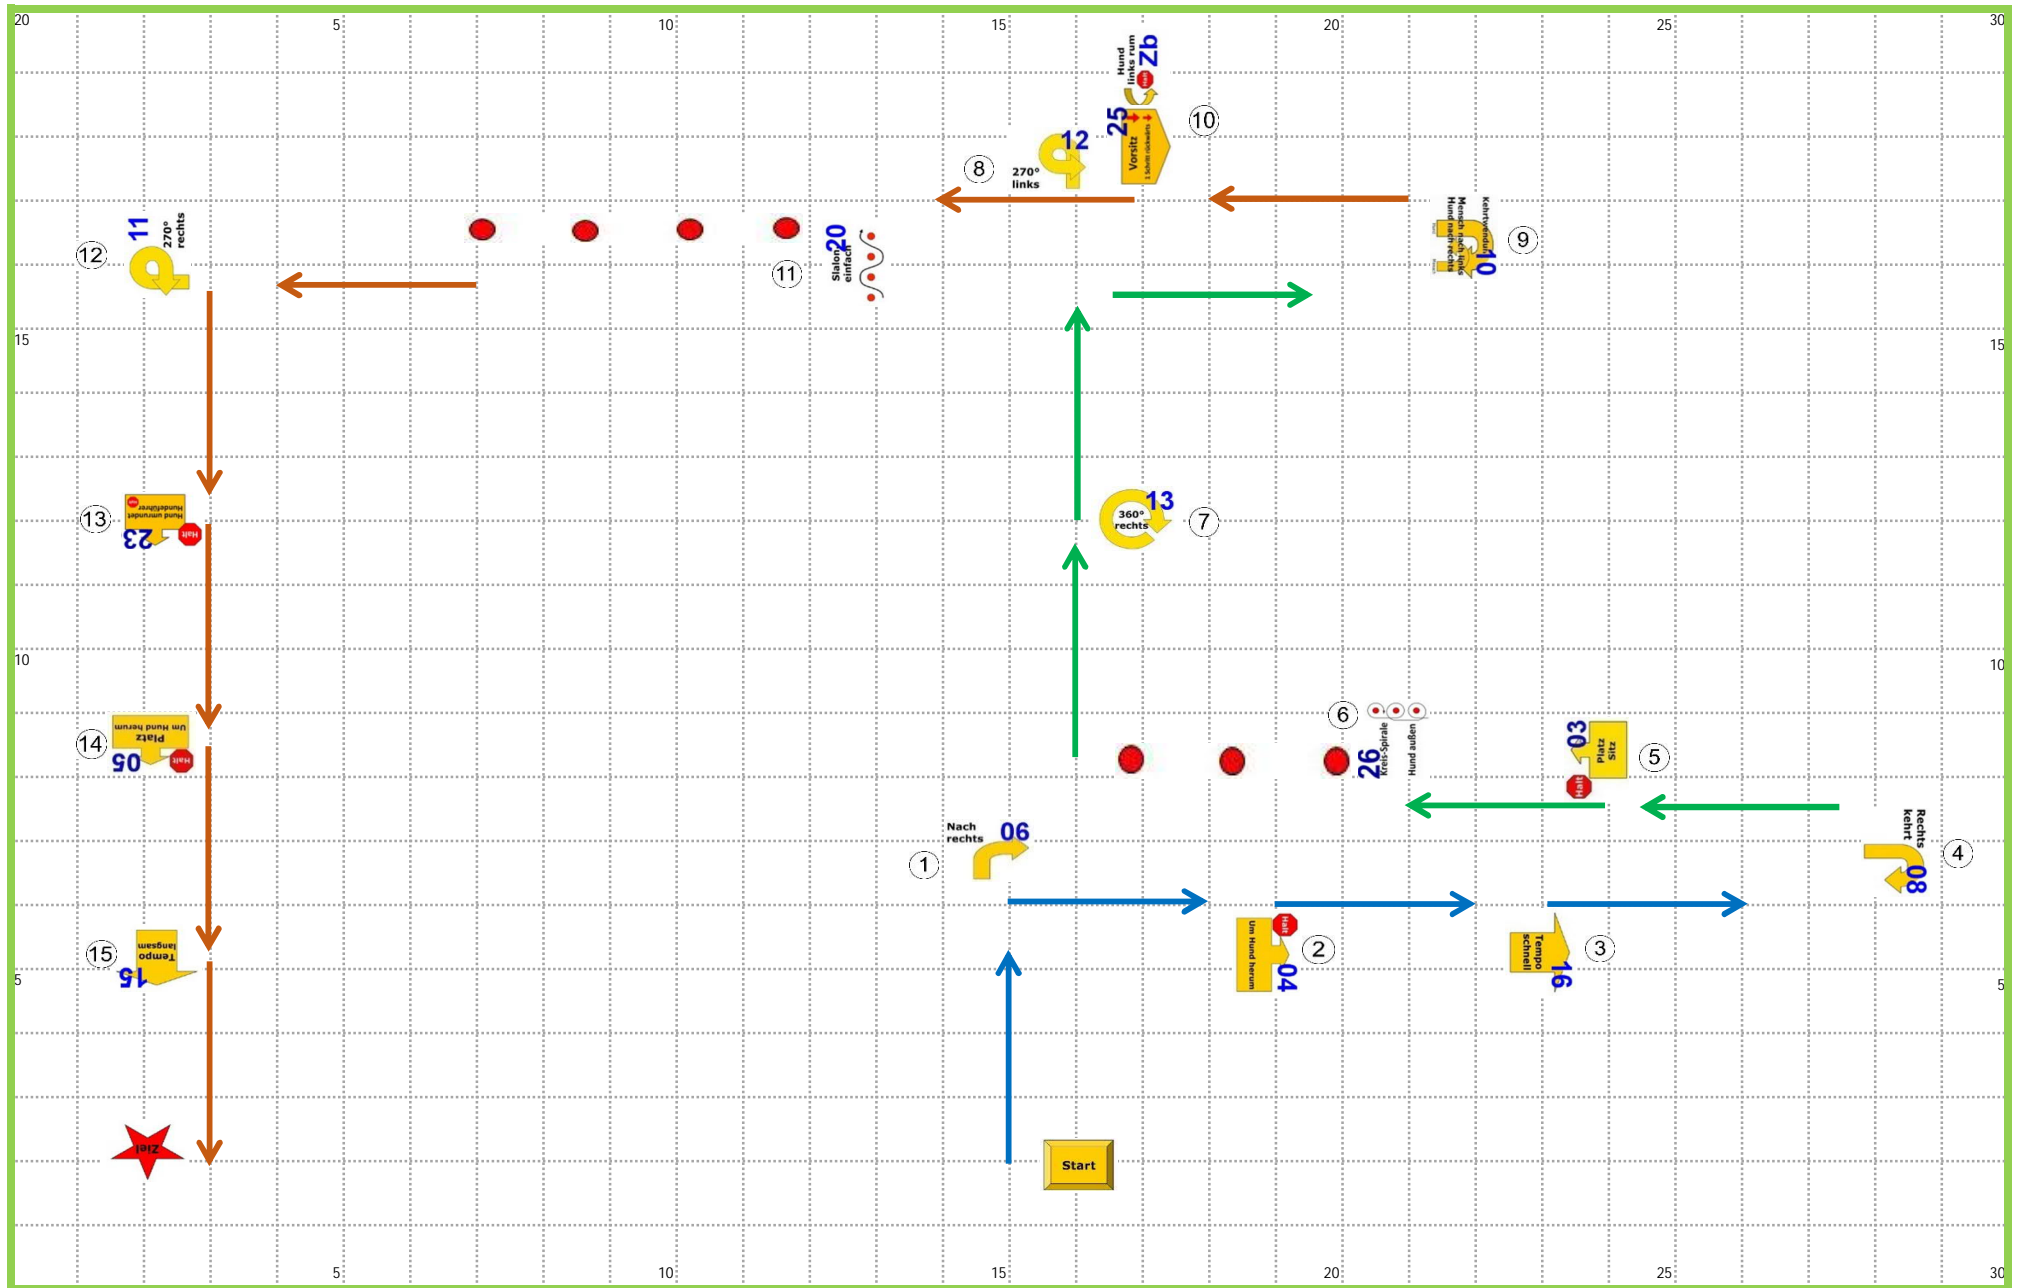 20
5
10
15
20
25
30
Hund
links rum
Halt
Zb
25
Vorsitz
1 Schritt rückwärts
10
12
8
270°
links
11
270°
rechts
12
20
Slalom
einfach
11
Kehrtwendung
Mensch nach links
Hund nach rechts
10
9
15
15
13
Hund umrundet
Hundeführer
23
Halt
13
360°
rechts
7
10
10
14
Um Hund herum
Platz
05
Halt
6
26
Kreis-Spirale
Hund außen
03
Platz
Sitz
Halt
5
Nach
rechts
06
1
Rechts
kehrt
08
4
15
Tempo
langsam
15
Um Hund herum
Halt
04
2
Tempo
schnell
16
3
5
5
Ziel
Start
5
10
15
20
25
30